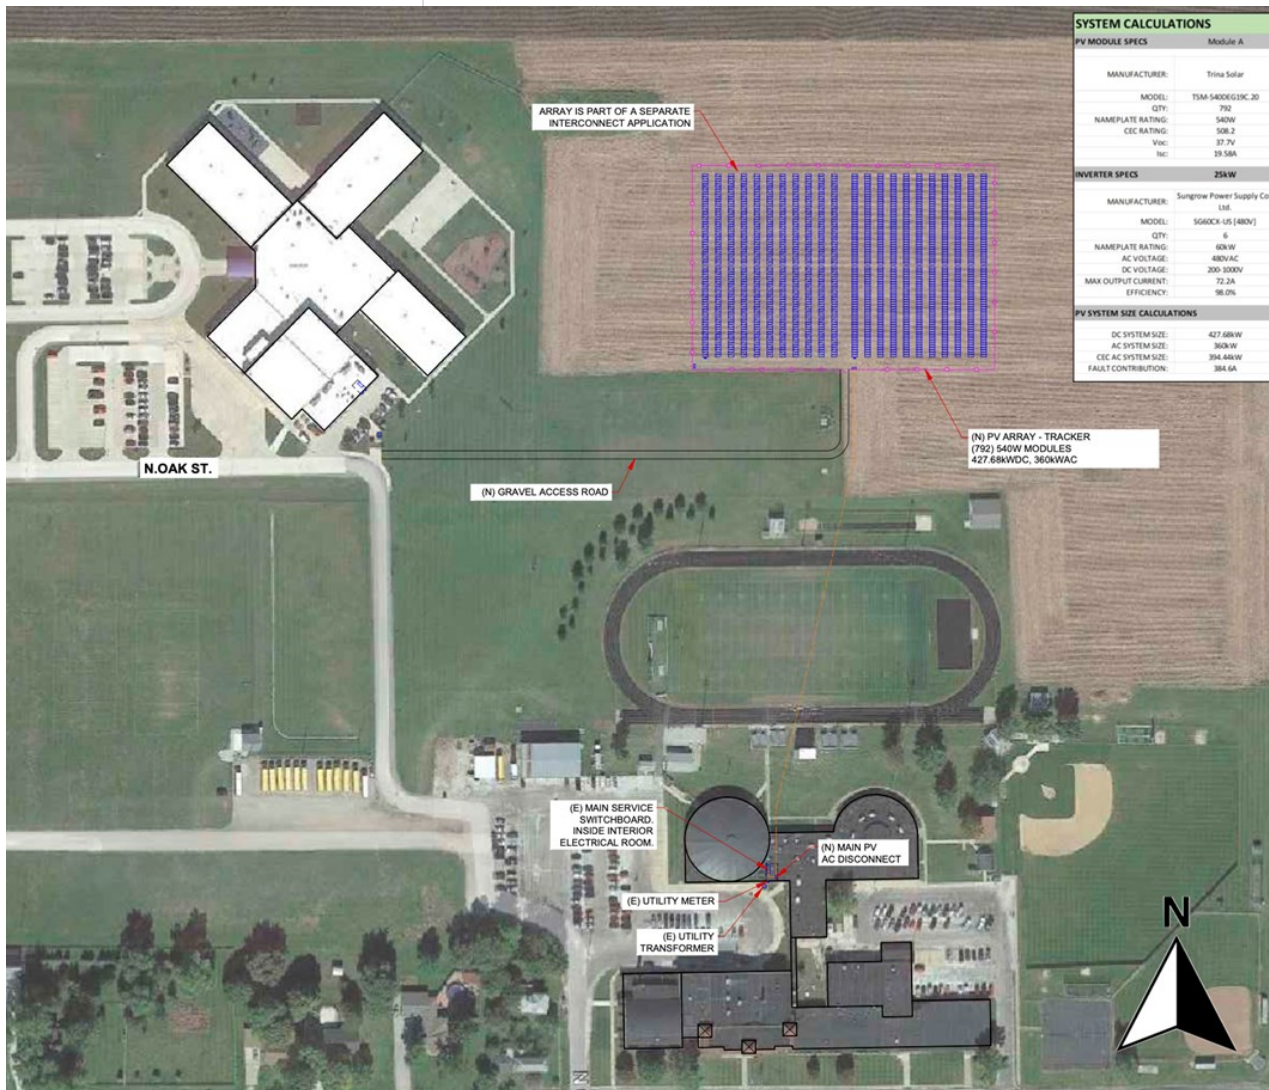 SYSTEM CALCULATIONS
PV MODULE SPECS Module A
MANUFACTURER: Trina Solar
MODEL: TSM-540DEG19C.20
QTY: 792
NAMEPLATE RATING: 540W
CEC RATING: 508.2
Voc: 37.7V
Isc: 19.58A
INVERTER SPECS 25kW
MANUFACTURER: Sungrow Power Supply Co
Ltd.
MODEL: SG60CX-US [480V]
QTY: 6
NAMEPLATE RATING: 60kW
AC VOLTAGE: 480VAC
DC VOLTAGE: 200-1000V
MAX OUTPUT CURRENT: 72.2A
EFFICIENCY: 98.0%
PV SYSTEM SIZE CALCULATIONS
DC SYSTEM SIZE: 427.68kW
AC SYSTEM SIZE: 360kW
CEC AC SYSTEM SIZE: 394.44kW
FAULT CONTRIBUTION: 384.6A
ARRAY IS PART OF A SEPARATE
INTERCONNECT APPLICATION
(N) PV ARRAY - TRACKER
(792) 540W MODULES
427.68kWDC, 360kWAC
N.OAK ST.
(N) GRAVEL ACCESS ROAD
(E) MAIN SERVICE
SWITCHBOARD.
INSIDE INTERIOR
ELECTRICAL ROOM.
(N) MAIN PV
AC DISCONNECT
(E) UTILITY METER
(E) UTILITY
TRANSFORMER
N
N